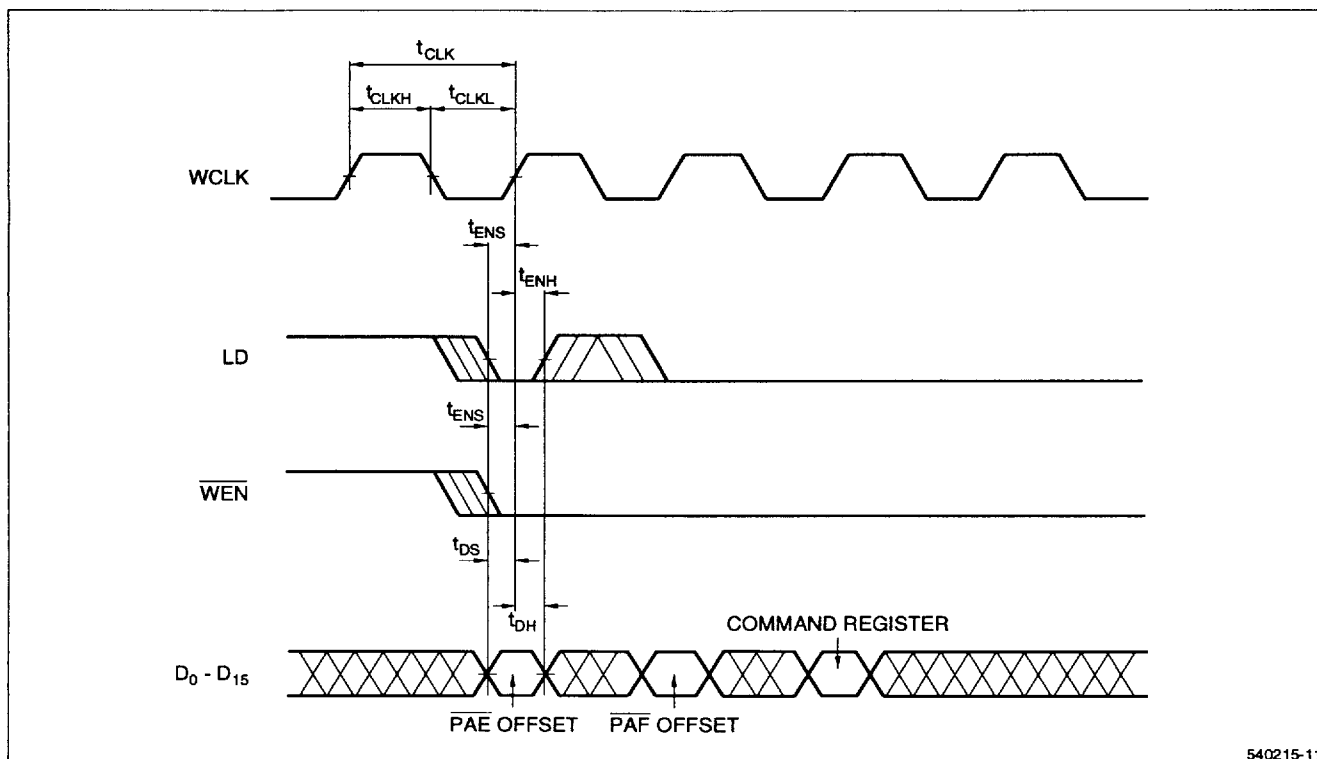 tCLK
tCLKH tCLKL
WCLK
tENS
tENH
LD
tENS
WEN
tDS
tDH
COMMAND REGISTER
D0 - D15
PAE OFFSET PAF OFFSET
540215-11